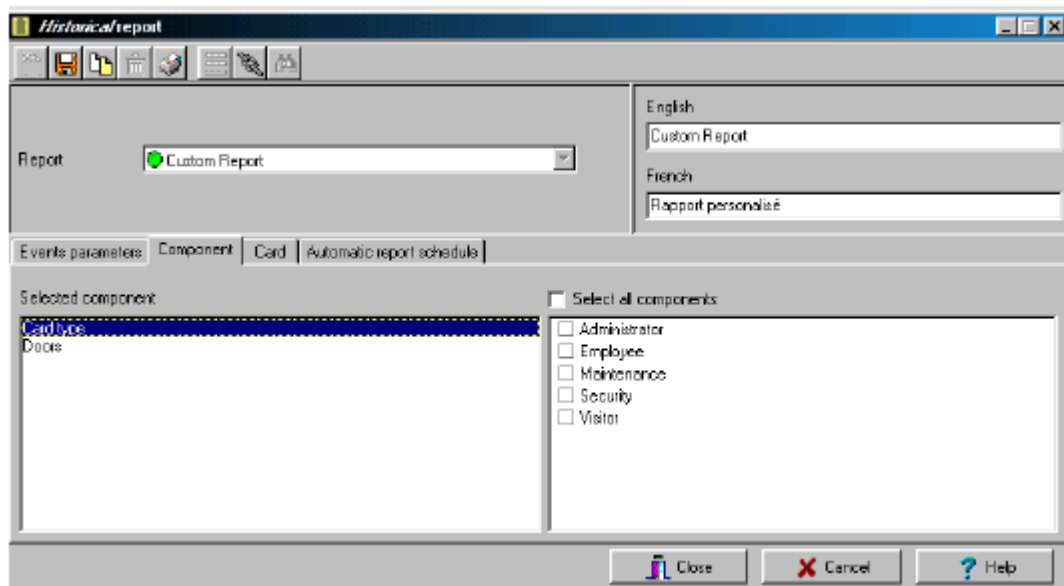 Historical report
English
Custom Report
Report
Custom Report
French
Rapport personalisé
Events parameters
Component
Card
Automatic report schedule
Selected component
Select all components
Card type
Doors
Administrator
Employee
Maintenance
Security
Visitor
Close
Cancel
Help